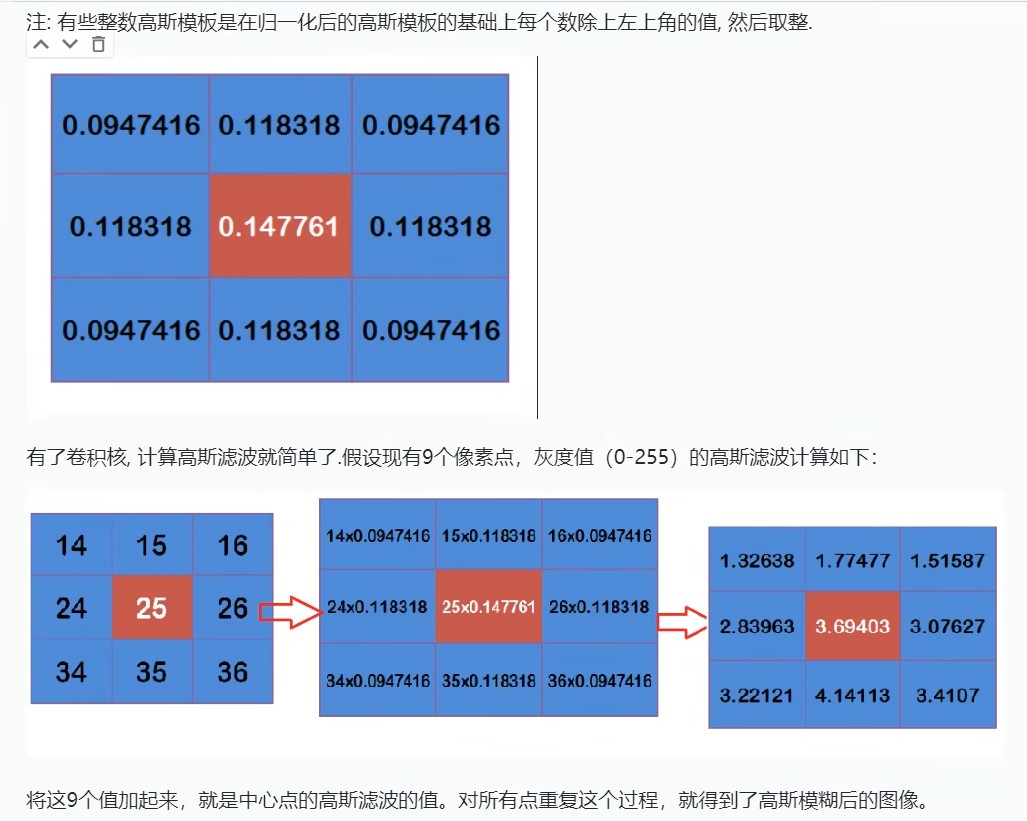 注: 有些整数高斯模板是在归一化后的高斯模板的基础上每个数除上左上角的值, 然后取整.
0.0947416 0.118318 0.0947416
0.118318 0.147761 0.118318
0.0947416 0.118318 0.0947416
有了卷积核, 计算高斯滤波就简单了.假设现有9个像素点，灰度值（0-255）的高斯滤波计算如下：
14 15 16
24 25 26
34 35 36
14x0.0947416 15x0.118318 16x0.0947416
24x0.118318 25x0.147761 26x0.118318
34x0.0947416 35x0.118318 36x0.0947416
1.32638 1.77477 1.51587
2.83963 3.69403 3.07627
3.22121 4.14113 3.4107
将这9个值加起来，就是中心点的高斯滤波的值。对所有点重复这个过程，就得到了高斯模糊后的图像。